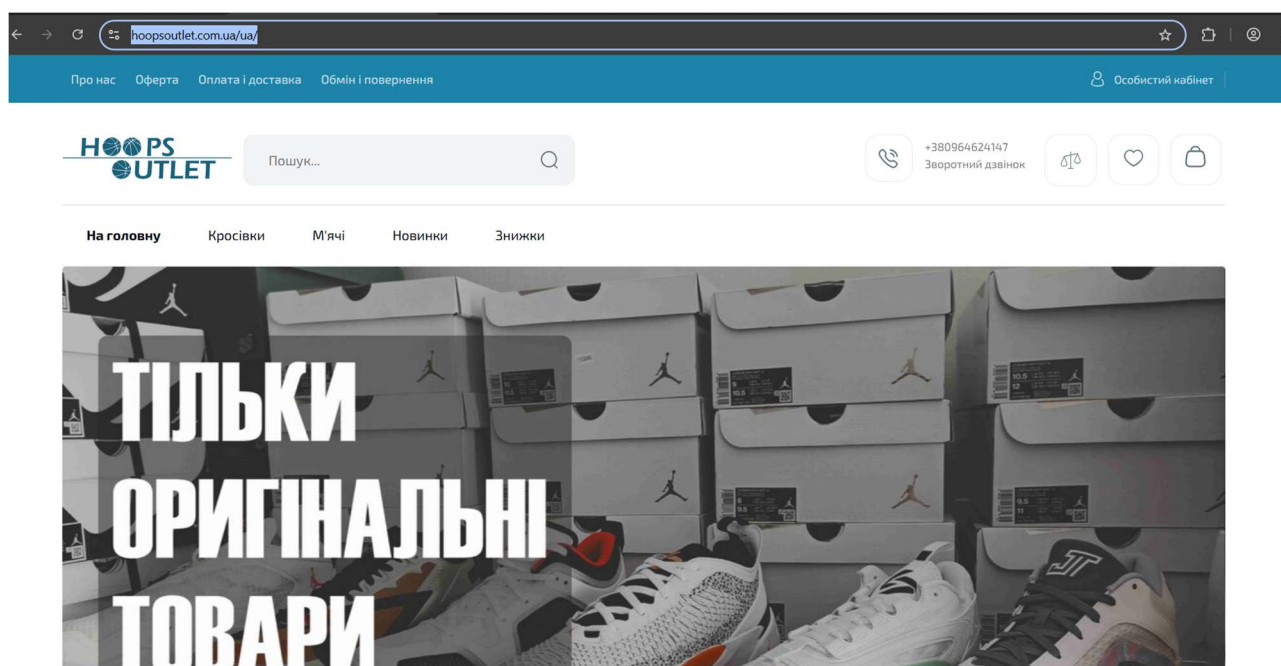 hoopsoutlet.com.ua/ua/
Про нас Оферта Оплата і доставка Обмін і повернення Особистий кабінет
HOOPS
OUTLET
Пошук...
+380964624147
Зворотний дзвінок
На головну Кросівки М'ячі Новинки Знижки
ТІЛЬКИ
ОРИГІНАЛЬНІ
ТОВАРИ
JT